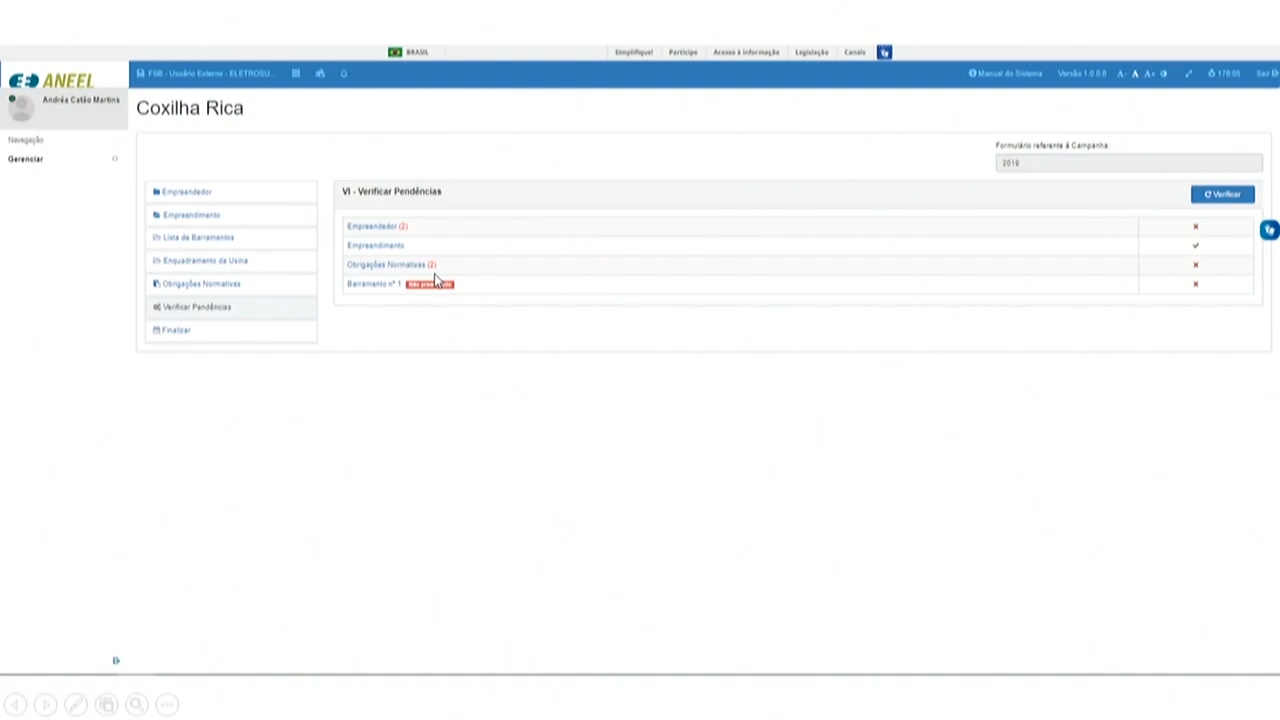 BRASIL
Simplifique! Participe Acesso à informação Legislação Canais
ANEEL
FSB - Usuário Externo - ELETROSU...
Manual do Sistema Versão 1.0.0.0 A- A A+ 176:05 Sair
Andréa Catão Martins
Coxilha Rica
Navegação
Gerenciar
Formulário referente à Campanha:
2019
Empreendedor
Empreendimento
Lista de Barramentos
Enquadramento da Usina
Obrigações Normativas
Verificar Pendências
Finalizar
VI - Verificar Pendências
Verificar
Empreendedor (2)
Empreendimento
Obrigações Normativas (2)
Barramento nº 1 Não